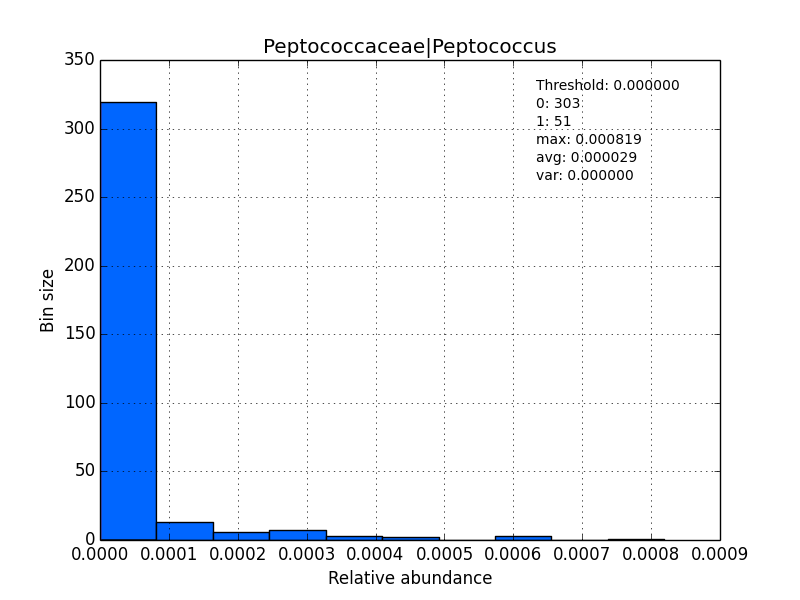 Peptococcaceae|Peptococcus
350
300
250
200
150
100
50
0
Bin size
Threshold: 0.000000
0: 303
1: 51
max: 0.000819
avg: 0.000029
var: 0.000000
0.0000 0.0001 0.0002 0.0003 0.0004 0.0005 0.0006 0.0007 0.0008 0.0009
Relative abundance